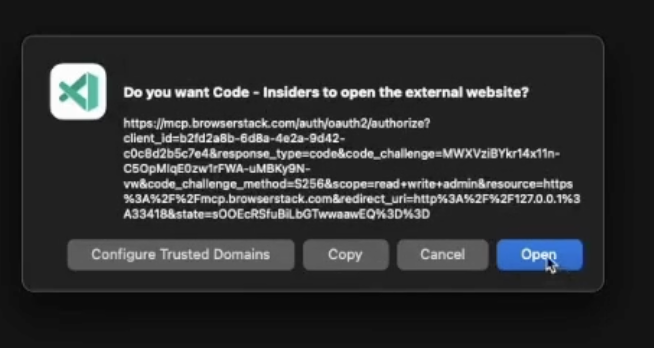 Do you want Code - Insiders to open the external website?
https://mcp.browserstack.com/auth/oauth2/authorize?
client_id=b2fd2a8b-6d8a-4e2a-9d42-
c0c8d2b5c7e4&response_type=code&code_challenge=MWXVziBYkr14x11n-
C5OpMlqE0zw1rFWA-uMBKy9N-
vw&code_challenge_method=S256&scope=read+write+admin&resource=https
%3A%2F%2Fmcp.browserstack.com&redirect_uri=http%3A%2F%2F127.0.0.1%3
A33418&state=sOOEcRSfuBiLbGTwwaawEQ%3D%3D
Configure Trusted Domains
Copy
Cancel
Open